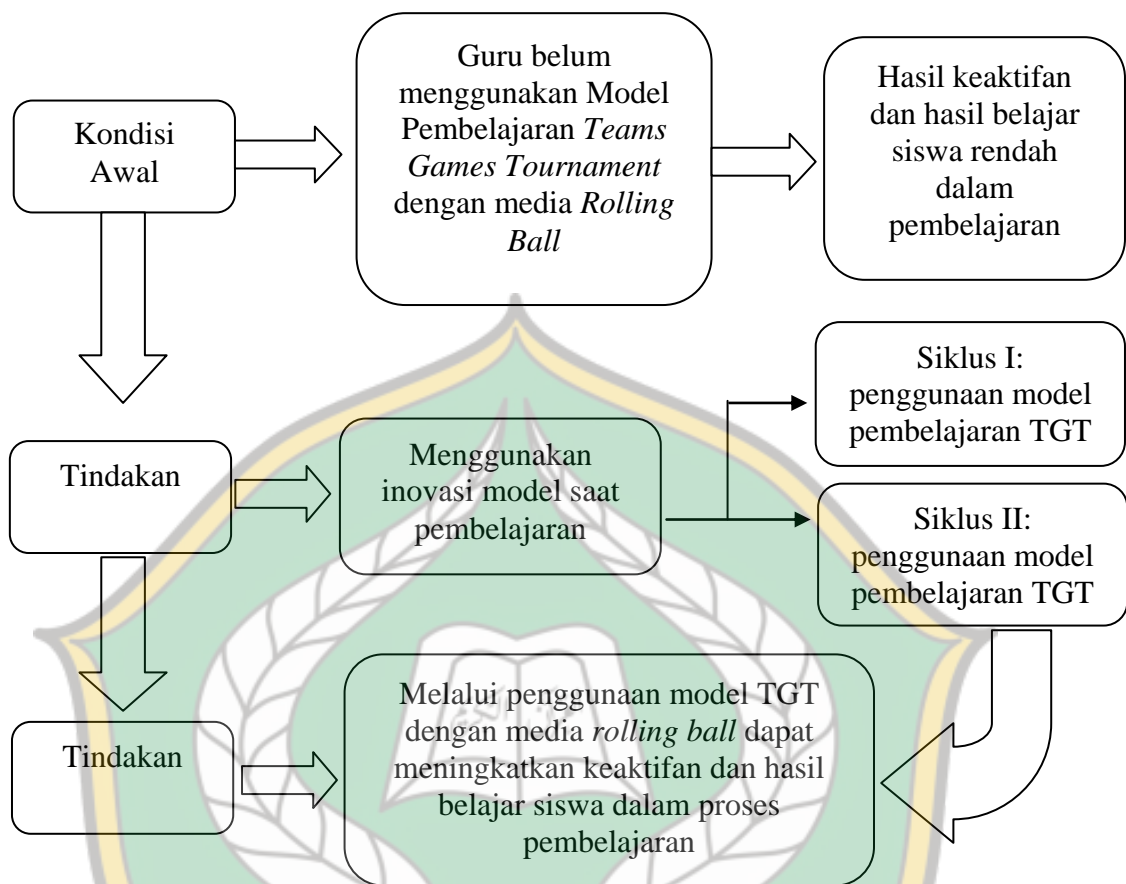 Kondisi
Awal
Guru belum
menggunakan Model
Pembelajaran Teams
Games Tournament
dengan media Rolling
Ball
Hasil keaktifan
dan hasil belajar
siswa rendah
dalam
pembelajaran
Tindakan
Menggunakan
inovasi model saat
pembelajaran
Siklus I:
penggunaan model
pembelajaran TGT
Siklus II:
penggunaan model
pembelajaran TGT
Tindakan
Melalui penggunaan model TGT
dengan media rolling ball dapat
meningkatkan keaktifan dan hasil
belajar siswa dalam proses
pembelajaran